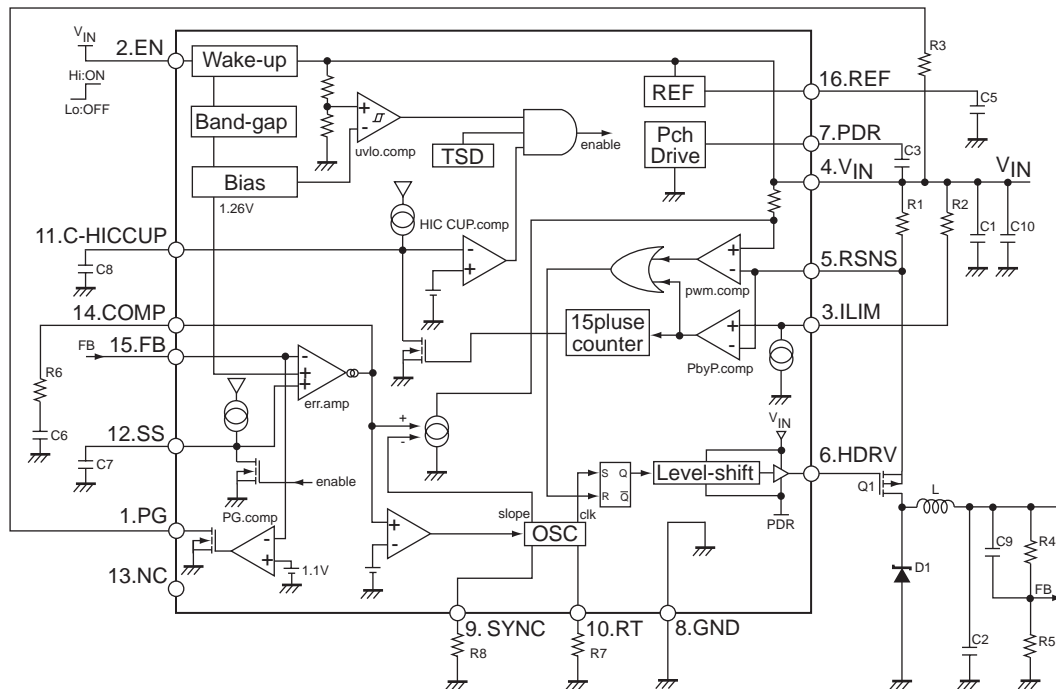 VIN
2.EN
Hi:ON
Lo:OFF
Wake-up
Band-gap
Bias
1.26V
uvlo.comp
+
-
TSD
enable
REF
Pch
Drive
16.REF
C5
7.PDR
C3
4.VIN
VIN
R3
R1
R2
C1
C10
11.C-HICCUP
C8
HIC CUP.comp
-
+
pwm.comp
+
-
5.RSNS
3.ILIM
15pluse
counter
PbyP.comp
+
-
14.COMP
15.FB
FB
R6
C6
-
+
+
err.amp
12.SS
C7
enable
+
-
VIN
6.HDRV
Level-shift
PDR
S
Q
R
Q
Q1
L
1.PG
PG.comp
-
+
1.1V
+
-
slope
clk
OSC
13.NC
9. SYNC
R8
10.RT
R7
8.GND
D1
C9
R4
FB
C2
R5